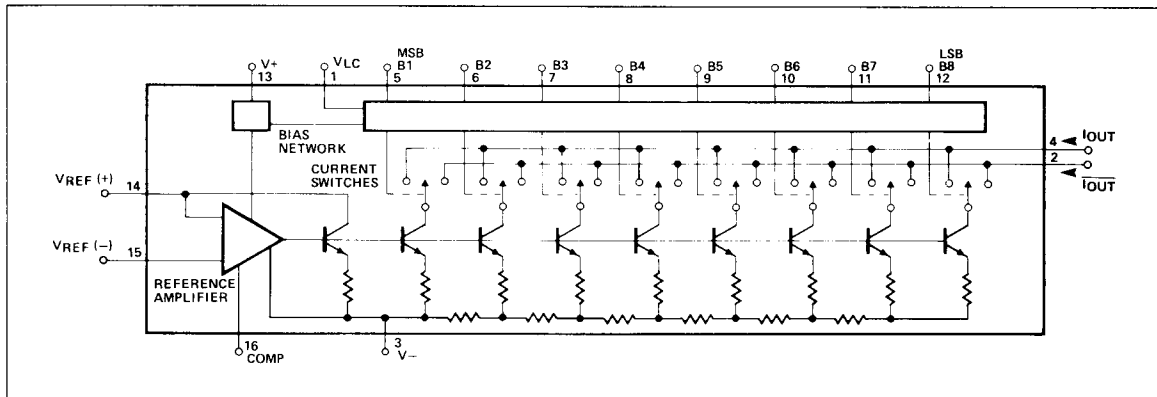 V+
13
VLC
1
MSB
B1
5
B2
6
B3
7
B4
8
B5
9
B6
10
B7
11
LSB
B8
12
BIAS
NETWORK
CURRENT
SWITCHES
4
IOUT
2
IOUT
VREF (+)
14
VREF (−)
15
REFERENCE
AMPLIFIER
16
COMP
3
V−